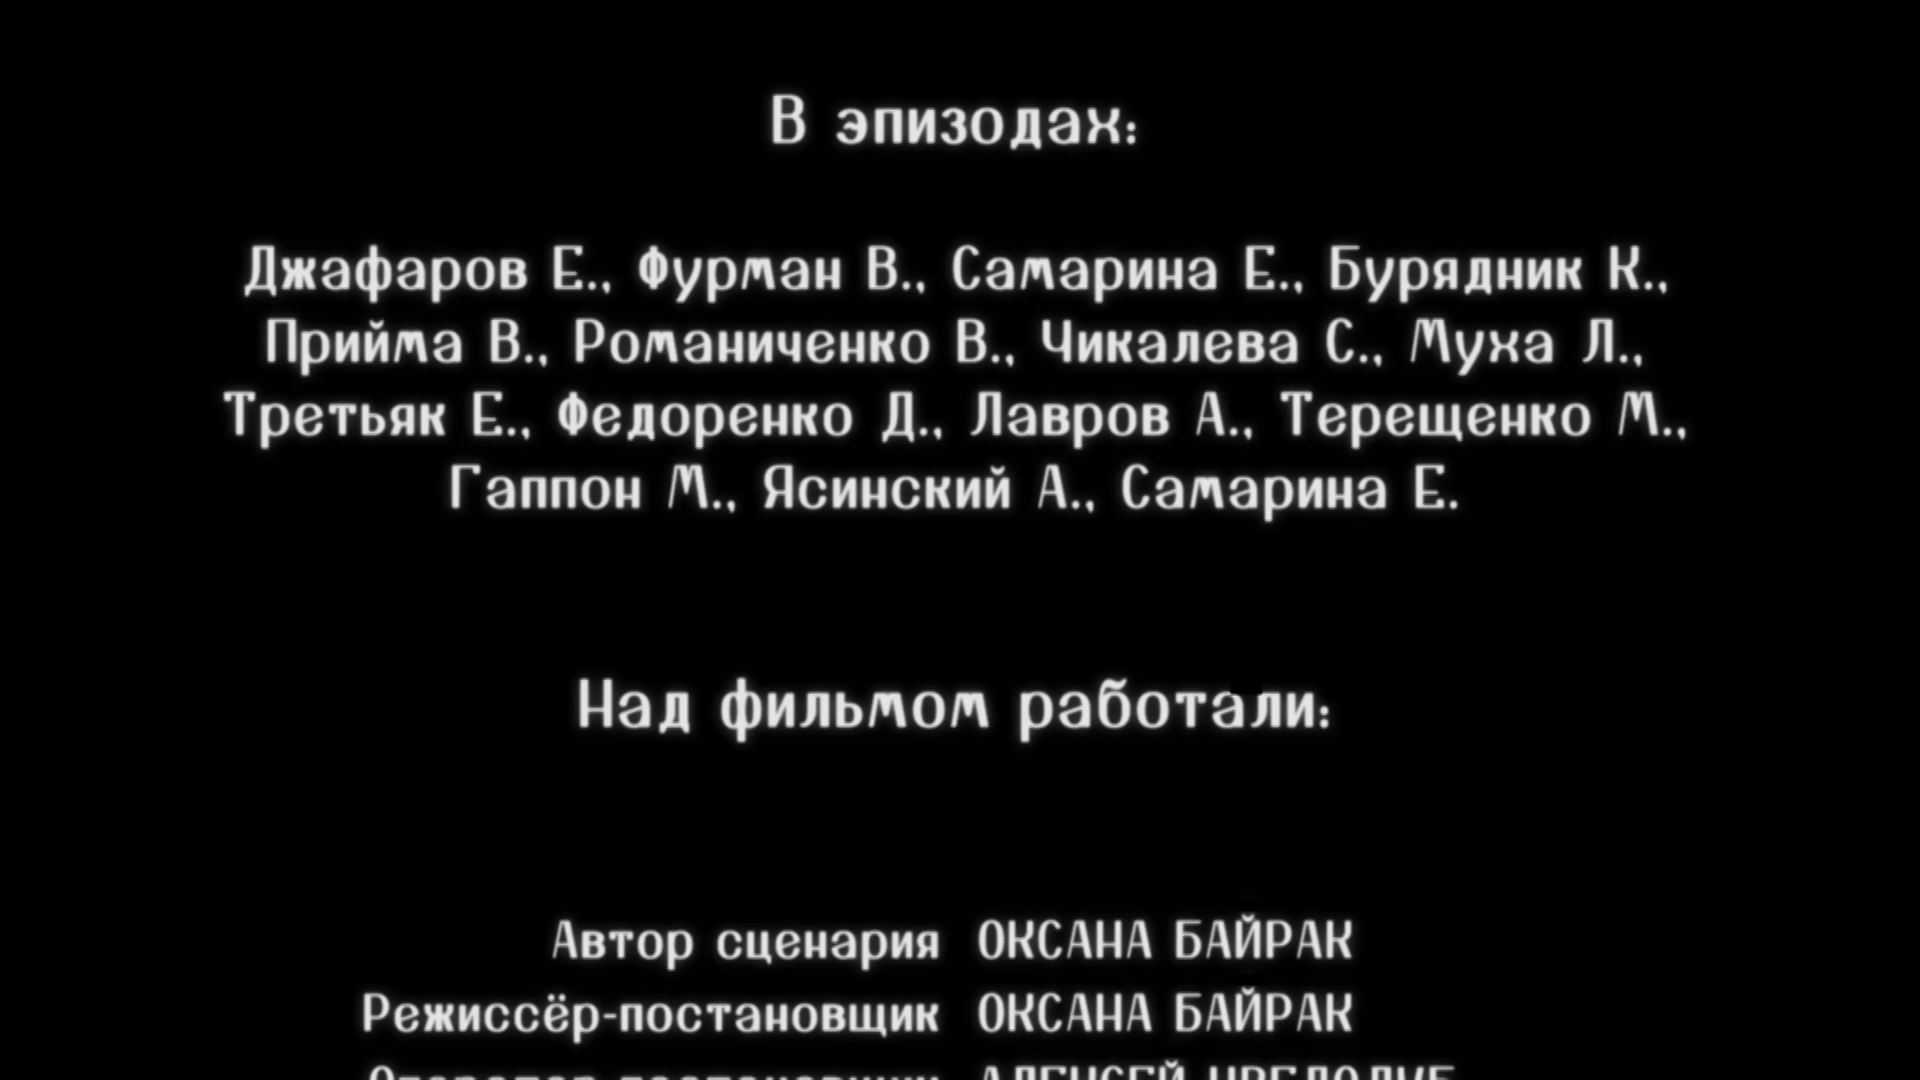 В эпизодах:
Джафаров Е., Фурман В., Самарина Е., Бурядник К.,
Прийма В., Романиченко В., Чикалева С., Муха Л.,
Третьяк Е., Федоренко Д., Лавров А., Терещенко М.,
Гаппон М., Ясинский А., Самарина Е.
Над фильмом работали:
Автор сценария ОКСАНА БАЙРАК
Режиссёр-постановщик ОКСАНА БАЙРАК